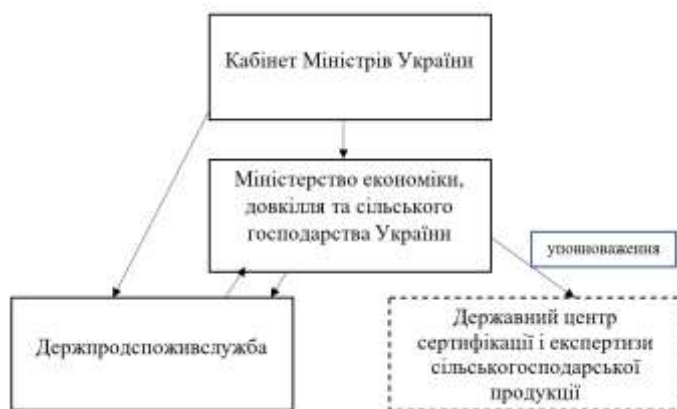 Кабінет Міністрів України
Міністерство економіки,
довкілля та сільського
господарства України
уповноваження
Держпродспоживслужба
Державний центр
сертифікації і експертизи
сільськогосподарської
продукції